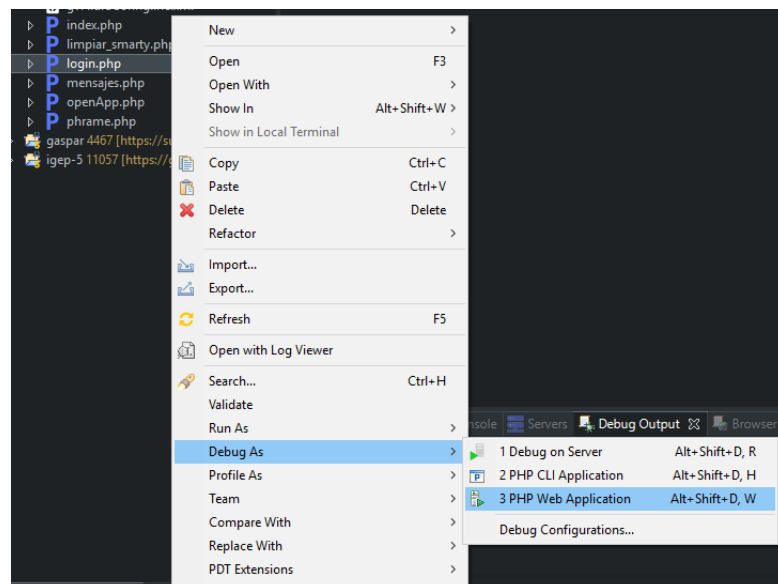 index.php
limpiar_smarty.php
login.php
mensajes.php
openApp.php
phrame.php
gaspar 4467 [https://su
igep-5 11057 [https://
New
Open F3
Open With
Show In Alt+Shift+W
Show in Local Terminal
Copy Ctrl+C
Paste Ctrl+V
Delete Delete
Refactor
Import...
Export...
Refresh F5
Open with Log Viewer
Search... Ctrl+H
Validate
Run As
Debug As
Profile As
Team
Compare With
Replace With
PDT Extensions
nsole Servers Debug Output Browser
1 Debug on Server Alt+Shift+D, R
2 PHP CLI Application Alt+Shift+D, H
3 PHP Web Application Alt+Shift+D, W
Debug Configurations...